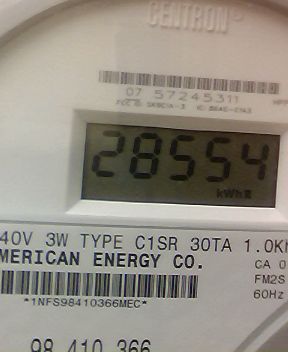 CENTRON
07 57245311
28554
kWh
40V 3W TYPE C1SR 30TA 1.0K
MERICAN ENERGY CO.
CA 0
FM2S
60Hz
*1NFS98410366MEC*
98 410 366